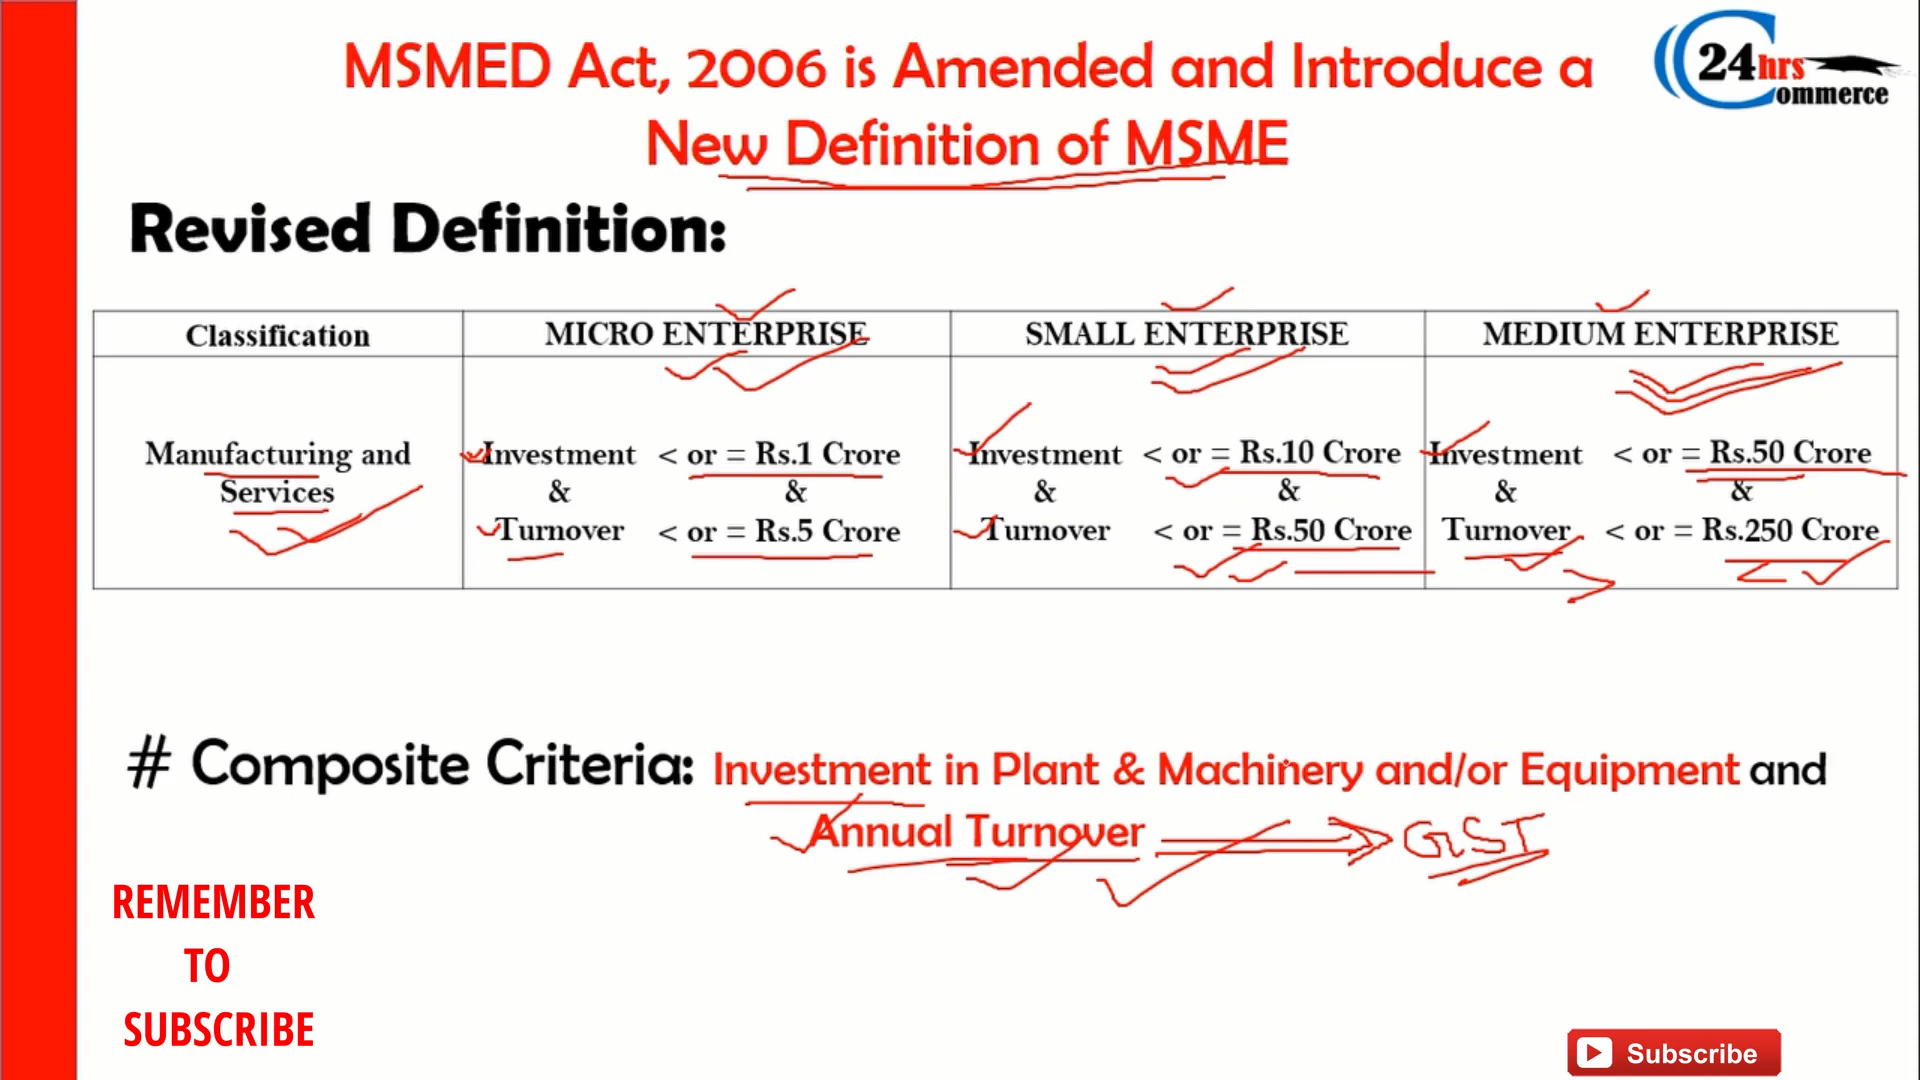 MSMED Act, 2006 is Amended and Introduce a
New Definition of MSME
24hrs
Commerce
Revised Definition:
Classification MICRO ENTERPRISE SMALL ENTERPRISE MEDIUM ENTERPRISE
Manufacturing and Investment < or = Rs.1 Crore Investment < or = Rs.10 Crore Investment < or = Rs.50 Crore
Services & & & & & &
Turnover < or = Rs.5 Crore Turnover < or = Rs.50 Crore Turnover < or = Rs.250 Crore
# Composite Criteria: Investment in Plant & Machinery and/or Equipment and
Annual Turnover GST
REMEMBER
TO
SUBSCRIBE
Subscribe